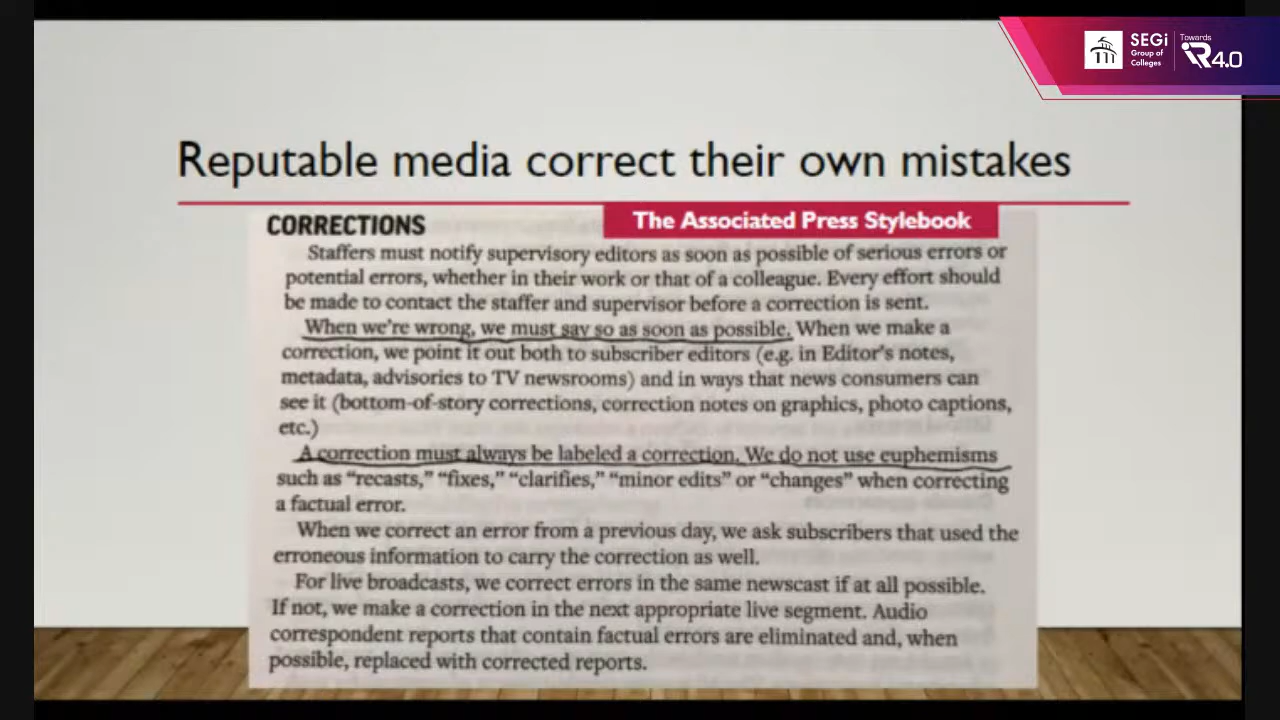 SEGi
Group of
Colleges
Towards
iR4.0
Reputable media correct their own mistakes
The Associated Press Stylebook
CORRECTIONS
Staffers must notify supervisory editors as soon as possible of serious errors or
potential errors, whether in their work or that of a colleague. Every effort should
be made to contact the staffer and supervisor before a correction is sent.
When we're wrong, we must say so as soon as possible. When we make a
correction, we point it out both to subscriber editors (e.g. in Editor's notes,
metadata, advisories to TV newsrooms) and in ways that news consumers can
see it (bottom-of-story corrections, correction notes on graphics, photo captions,
etc.)
A correction must always be labeled a correction. We do not use euphemisms
such as “recasts,” “fixes,” “clarifies,” “minor edits” or “changes” when correcting
a factual error.
When we correct an error from a previous day, we ask subscribers that used the
erroneous information to carry the correction as well.
For live broadcasts, we correct errors in the same newscast if at all possible.
If not, we make a correction in the next appropriate live segment. Audio
correspondent reports that contain factual errors are eliminated and, when
possible, replaced with corrected reports.